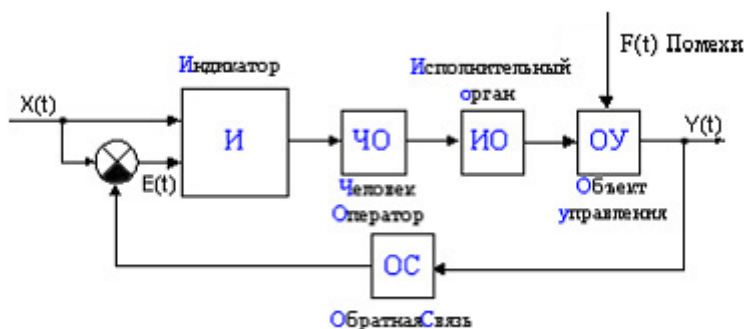 F(t) Помехи
Индикатор
Исполнительный
орган
X(t)
И
ЧО
ИО
ОУ
Y(t)
E(t)
Человек
Оператор
Объект
управления
ОС
ОбратнаяСвязь